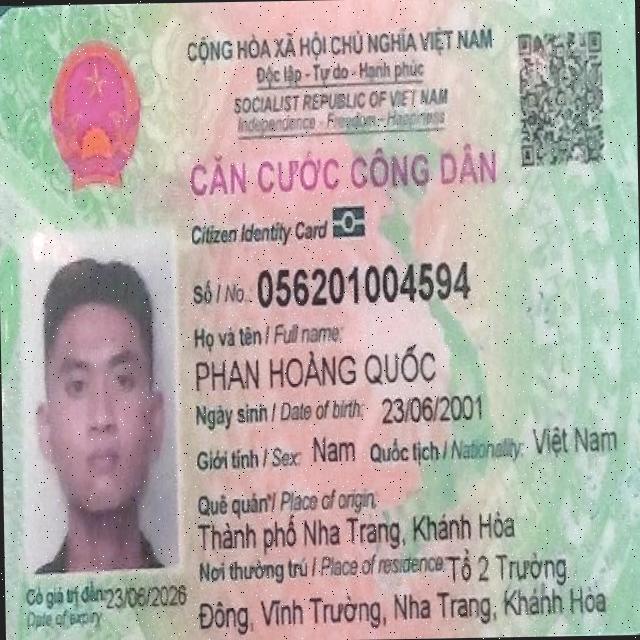 CỘNG HÒA XÃ HỘI CHỦ NGHĨA VIỆT NAM
Độc lập - Tự do - Hạnh phúc
SOCIALIST REPUBLIC OF VIET NAM
Independence - Freedom - Happiness
CĂN CƯỚC CÔNG DÂN
Citizen Identity Card
Số / No.: 056201004594
Họ và tên / Full name:
PHAN HOÀNG QUỐC
Ngày sinh / Date of birth: 23/06/2001
Giới tính / Sex: Nam Quốc tịch / Nationality: Việt Nam
Quê quán / Place of origin:
Thành phố Nha Trang, Khánh Hòa
Nơi thường trú / Place of residence: Tổ 2 Trường
Đông, Vĩnh Trường, Nha Trang, Khánh Hòa
Có giá trị đến: 23/06/2026
Date of expiry